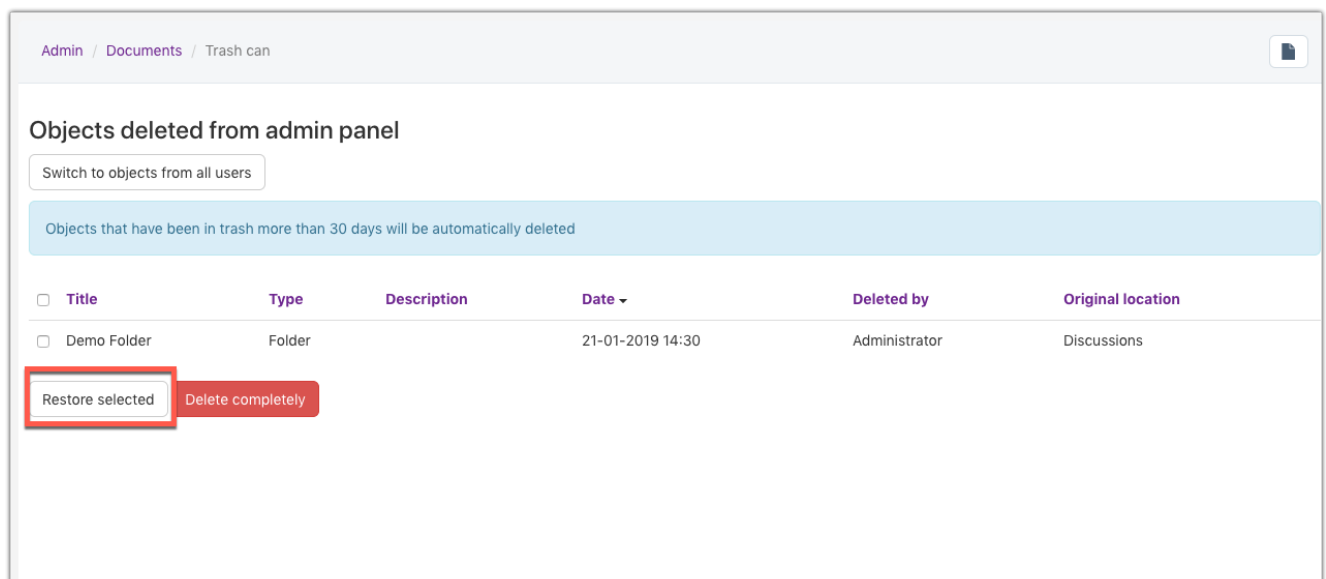 Admin / Documents / Trash can
Objects deleted from admin panel
Switch to objects from all users
Objects that have been in trash more than 30 days will be automatically deleted
Title Type Description Date Deleted by Original location
Demo Folder Folder 21-01-2019 14:30 Administrator Discussions
Restore selected Delete completely